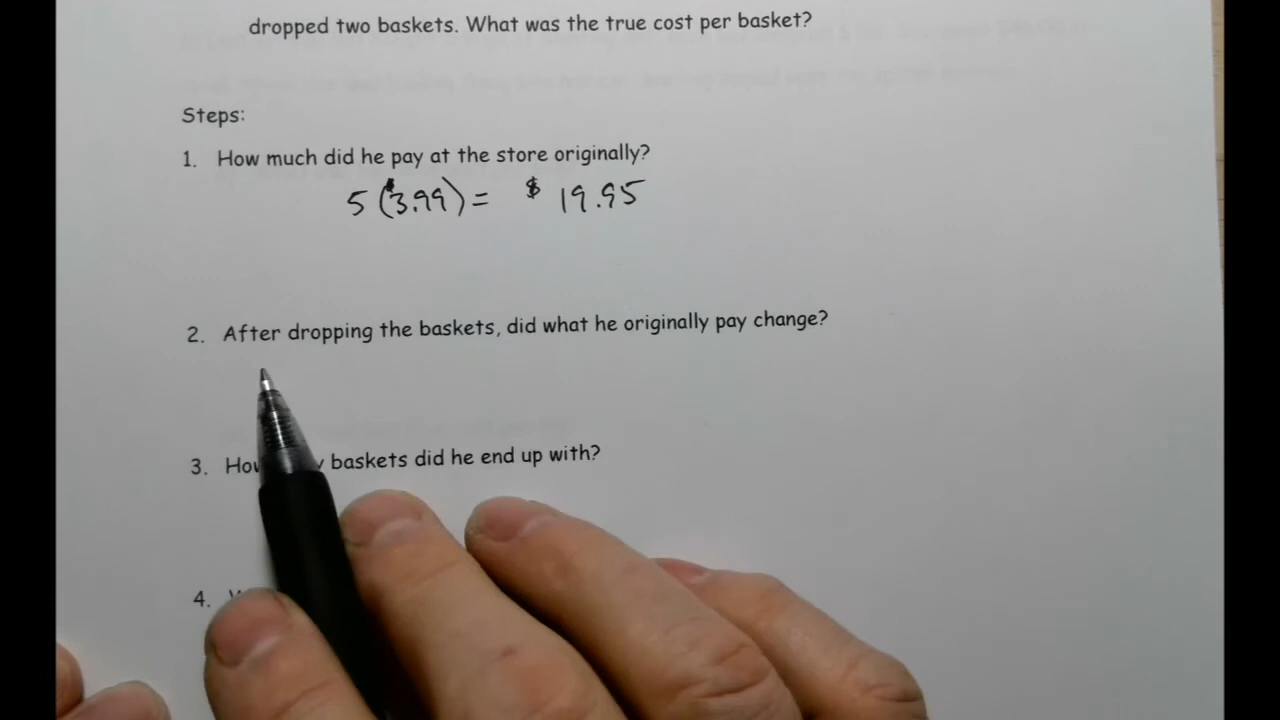 dropped two baskets. What was the true cost per basket?
Steps:
1. How much did he pay at the store originally?
5 ($3.99) = $ 19.95
2. After dropping the baskets, did what he originally pay change?
3. baskets did he end up with?
4.